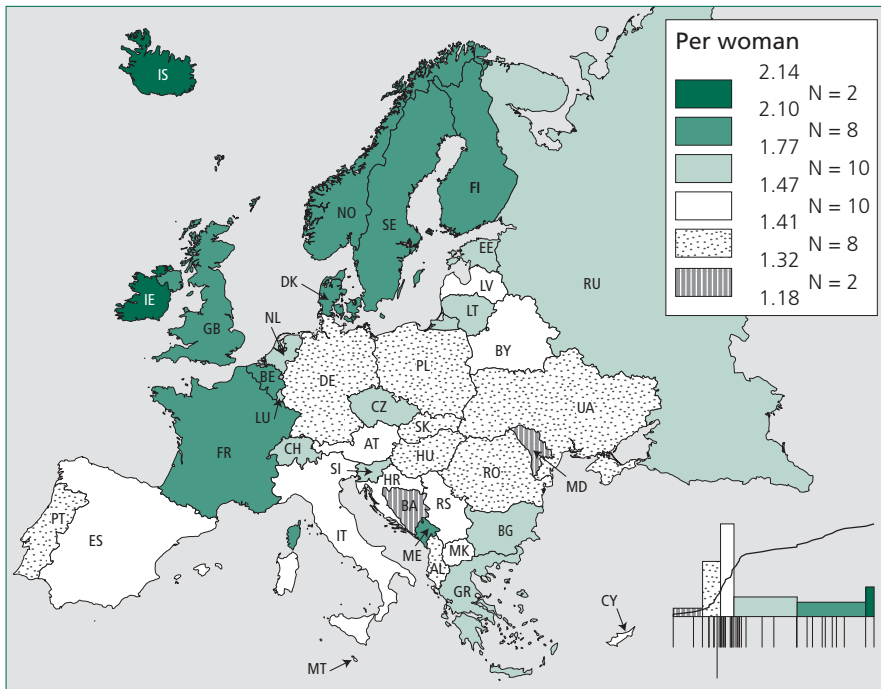 Per woman
2.14
N = 2
2.10
N = 8
1.77
N = 10
1.47
N = 10
1.41
N = 8
1.32
N = 2
1.18
IS
NO
SE
FI
EE
LV
LT
RU
DK
IE
GB
NL
BE
LU
DE
PL
BY
UA
CZ
SK
FR
CH
AT
HU
SI
HR
RO
MD
BA
RS
PT
ES
IT
ME
MK
AL
BG
GR
CY
MT